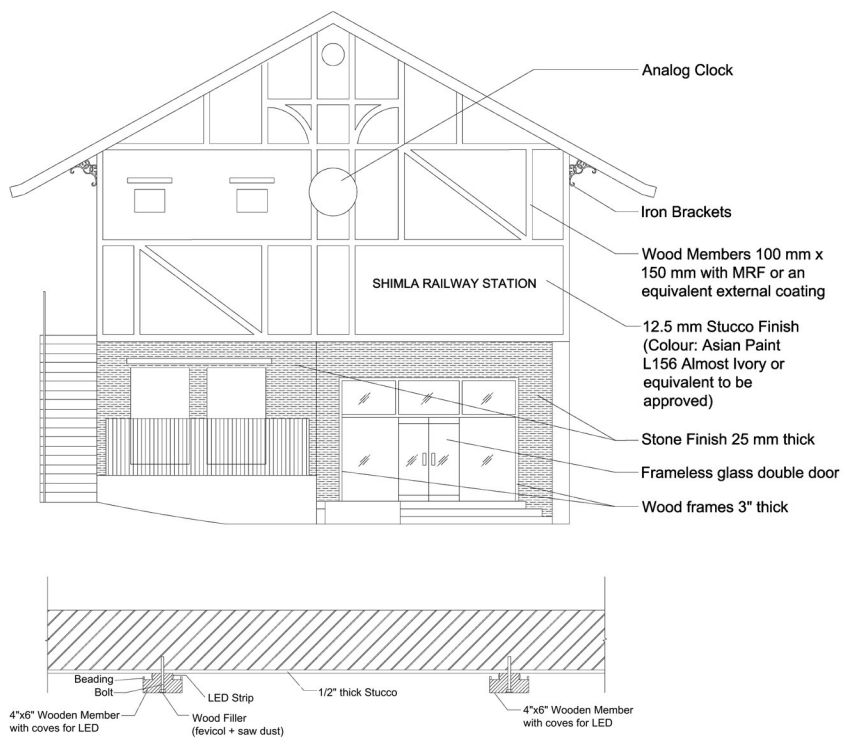 Analog Clock
Iron Brackets
Wood Members 100 mm x
150 mm with MRF or an
equivalent external coating
SHIMLA RAILWAY STATION
12.5 mm Stucco Finish
(Colour: Asian Paint
L156 Almost Ivory or
equivalent to be
approved)
Stone Finish 25 mm thick
Frameless glass double door
Wood frames 3" thick
Beading
Bolt
LED Strip
1/2" thick Stucco
4"x6" Wooden Member
with coves for LED
Wood Filler
(fevicol + saw dust)
4"x6" Wooden Member
with coves for LED